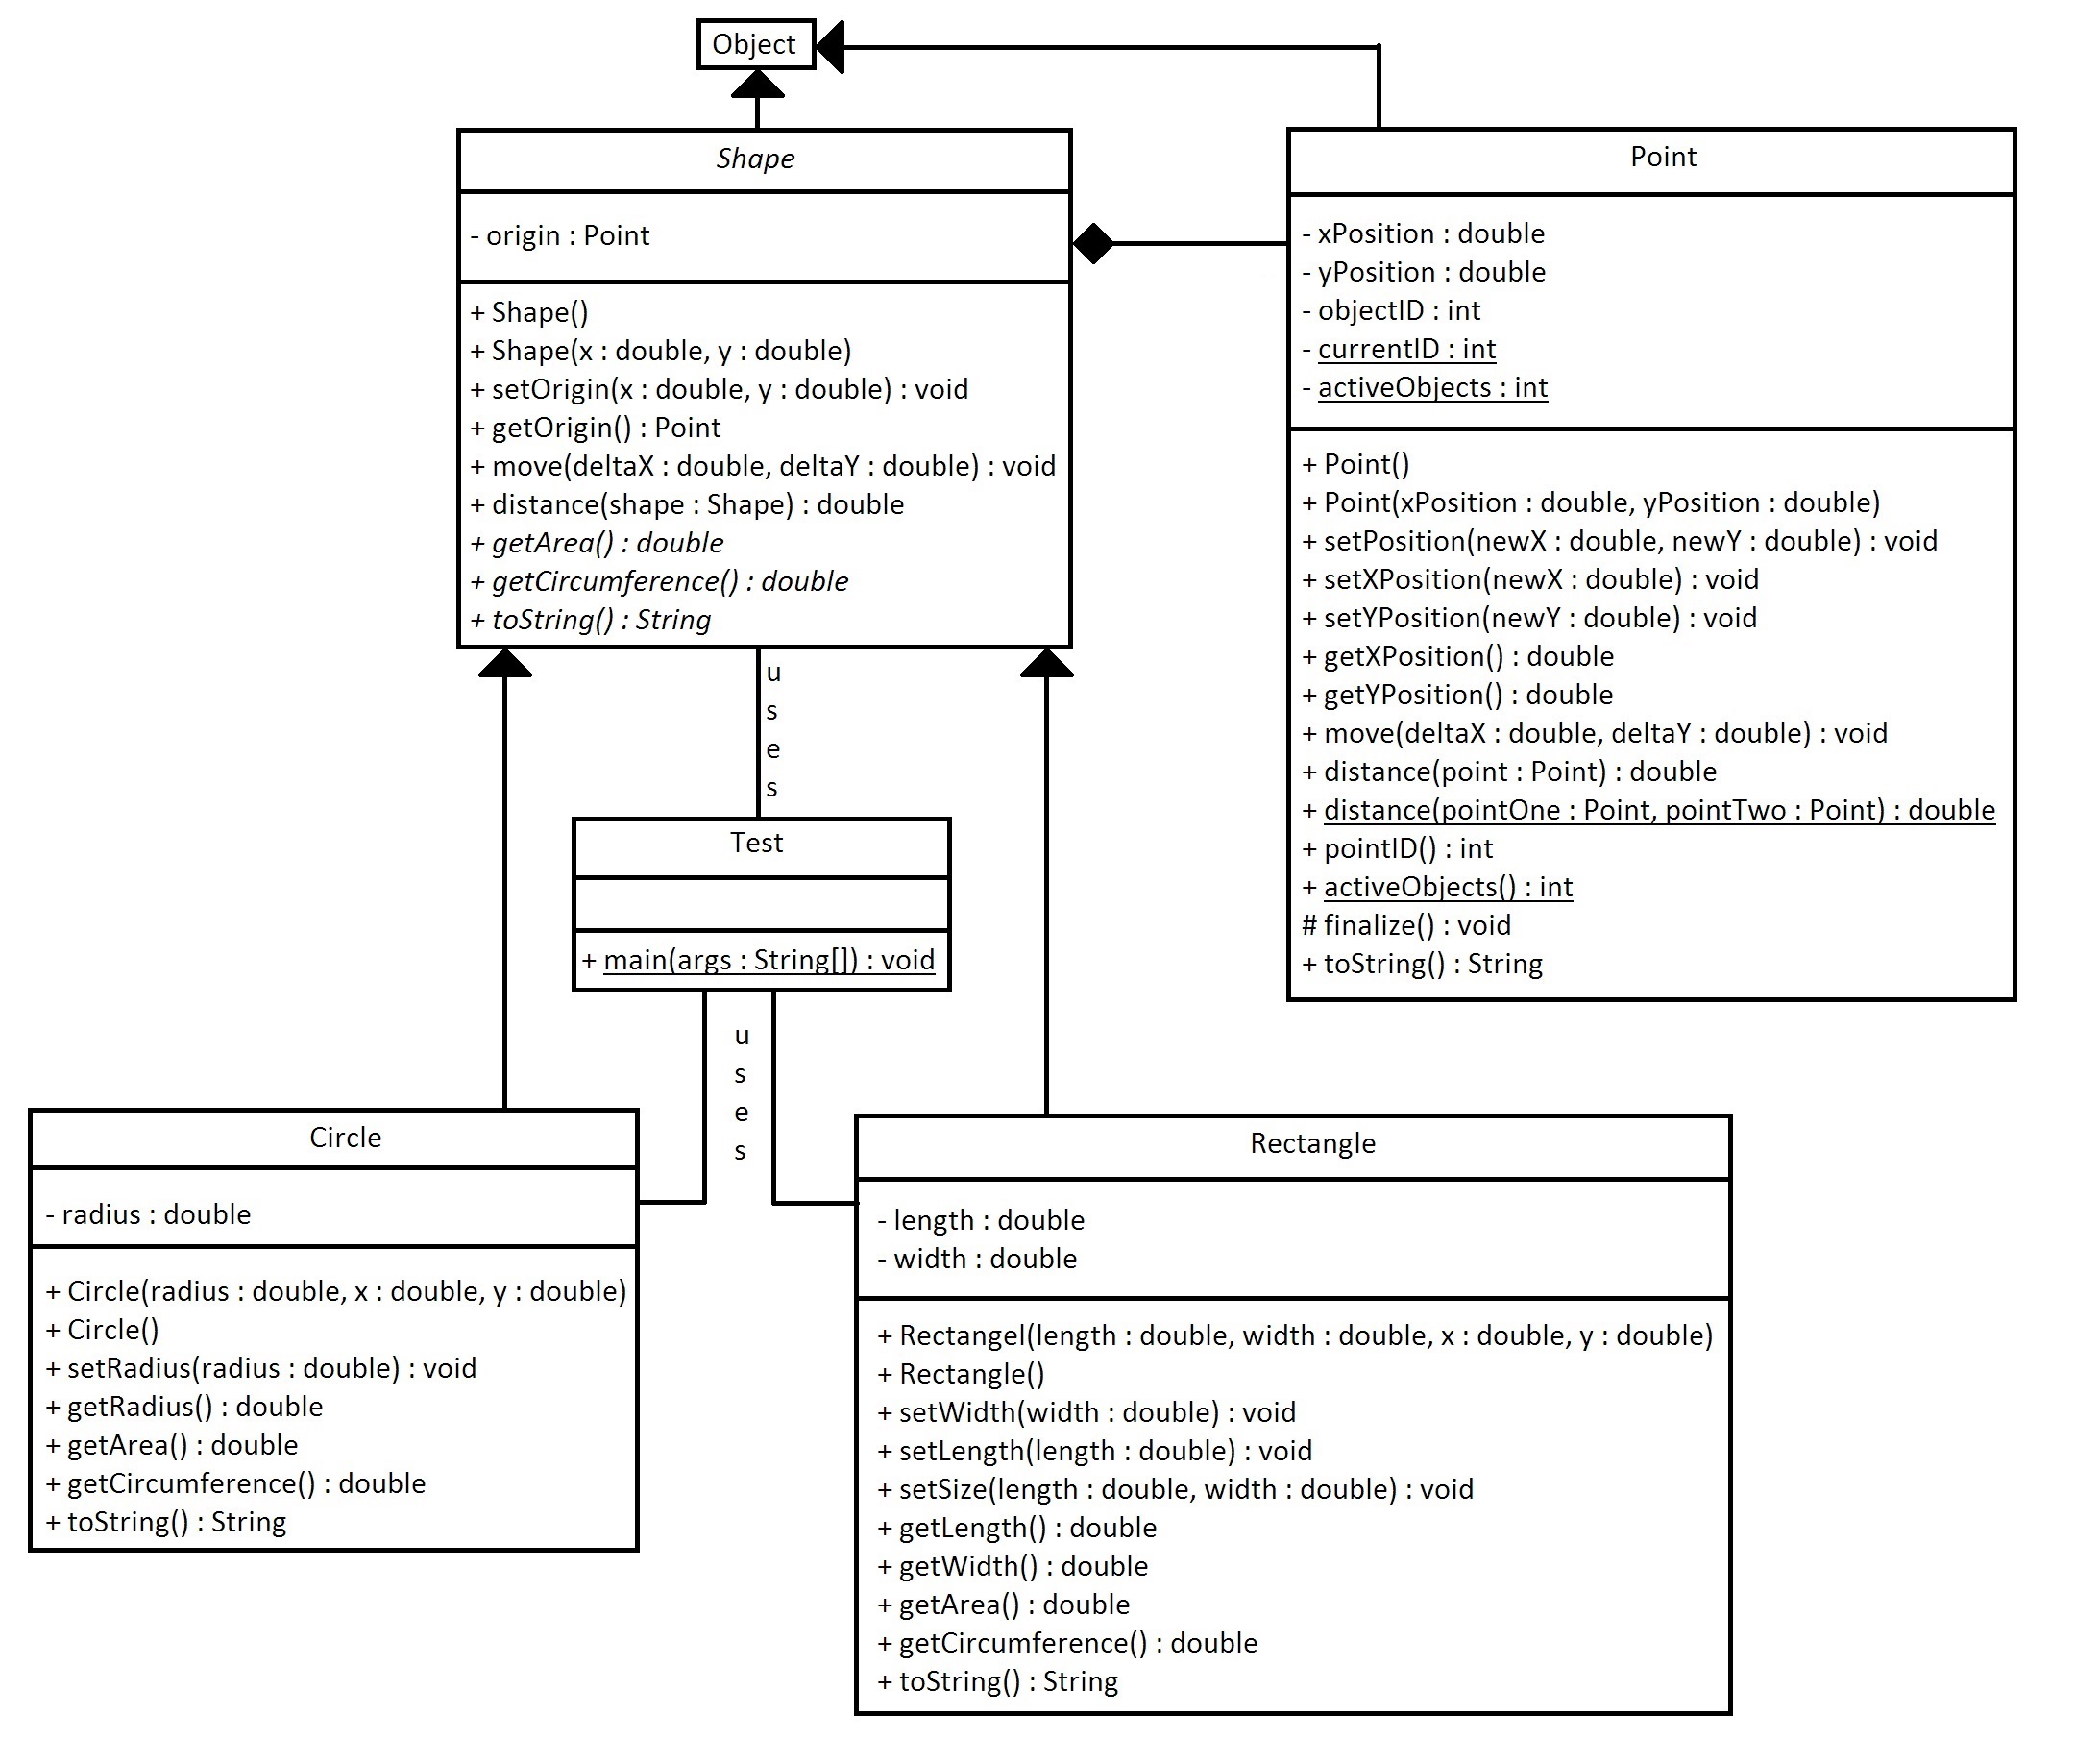 Object
Shape
- origin : Point
+ Shape()
+ Shape(x : double, y : double)
+ setOrigin(x : double, y : double) : void
+ getOrigin() : Point
+ move(deltaX : double, deltaY : double) : void
+ distance(shape : Shape) : double
+ getArea() : double
+ getCircumference() : double
+ toString() : String
Point
- xPosition : double
- yPosition : double
- objectID : int
- currentID : int
- activeObjects : int
+ Point()
+ Point(xPosition : double, yPosition : double)
+ setPosition(newX : double, newY : double) : void
+ setXPosition(newX : double) : void
+ setYPosition(newY : double) : void
+ getXPosition() : double
+ getYPosition() : double
+ move(deltaX : double, deltaY : double) : void
+ distance(point : Point) : double
+ distance(pointOne : Point, pointTwo : Point) : double
+ pointID() : int
+ activeObjects() : int
# finalize() : void
+ toString() : String
uses
Test
+ main(args : String[]) : void
uses
Circle
- radius : double
+ Circle(radius : double, x : double, y : double)
+ Circle()
+ setRadius(radius : double) : void
+ getRadius() : double
+ getArea() : double
+ getCircumference() : double
+ toString() : String
Rectangle
- length : double
- width : double
+ Rectangel(length : double, width : double, x : double, y : double)
+ Rectangle()
+ setWidth(width : double) : void
+ setLength(length : double) : void
+ setSize(length : double, width : double) : void
+ getLength() : double
+ getWidth() : double
+ getArea() : double
+ getCircumference() : double
+ toString() : String